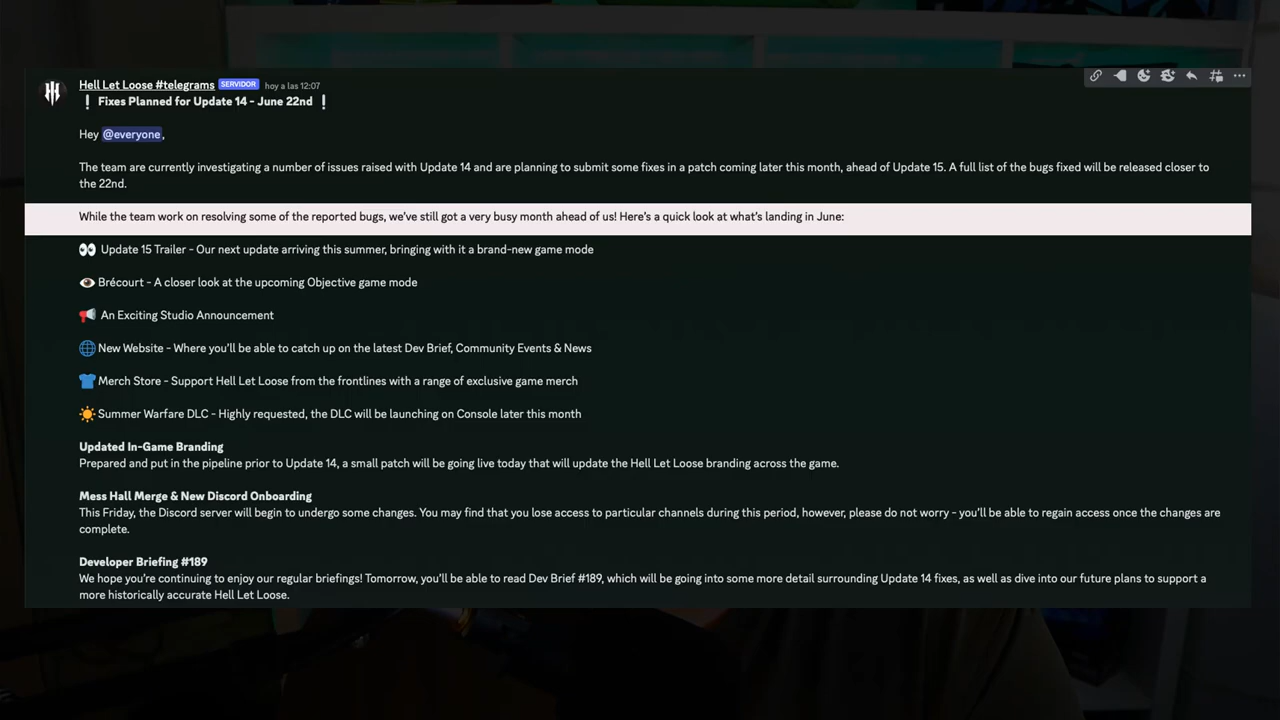 Hell Let Loose #telegrams SERVIDOR hoy a las 12:07
❗ Fixes Planned for Update 14 - June 22nd ❗
Hey @everyone,
The team are currently investigating a number of issues raised with Update 14 and are planning to submit some fixes in a patch coming later this month, ahead of Update 15. A full list of the bugs fixed will be released closer to
the 22nd.
While the team work on resolving some of the reported bugs, we've still got a very busy month ahead of us! Here's a quick look at what's landing in June:
👀 Update 15 Trailer - Our next update arriving this summer, bringing with it a brand-new game mode
👁️ Brécourt - A closer look at the upcoming Objective game mode
📢 An Exciting Studio Announcement
🌐 New Website - Where you'll be able to catch up on the latest Dev Brief, Community Events & News
👕 Merch Store - Support Hell Let Loose from the frontlines with a range of exclusive game merch
☀️ Summer Warfare DLC - Highly requested, the DLC will be launching on Console later this month
Updated In-Game Branding
Prepared and put in the pipeline prior to Update 14, a small patch will be going live today that will update the Hell Let Loose branding across the game.
Mess Hall Merge & New Discord Onboarding
This Friday, the Discord server will begin to undergo some changes. You may find that you lose access to particular channels during this period, however, please do not worry - you'll be able to regain access once the changes are
complete.
Developer Briefing #189
We hope you're continuing to enjoy our regular briefings! Tomorrow, you'll be able to read Dev Brief #189, which will be going into some more detail surrounding Update 14 fixes, as well as dive into our future plans to support a
more historically accurate Hell Let Loose.